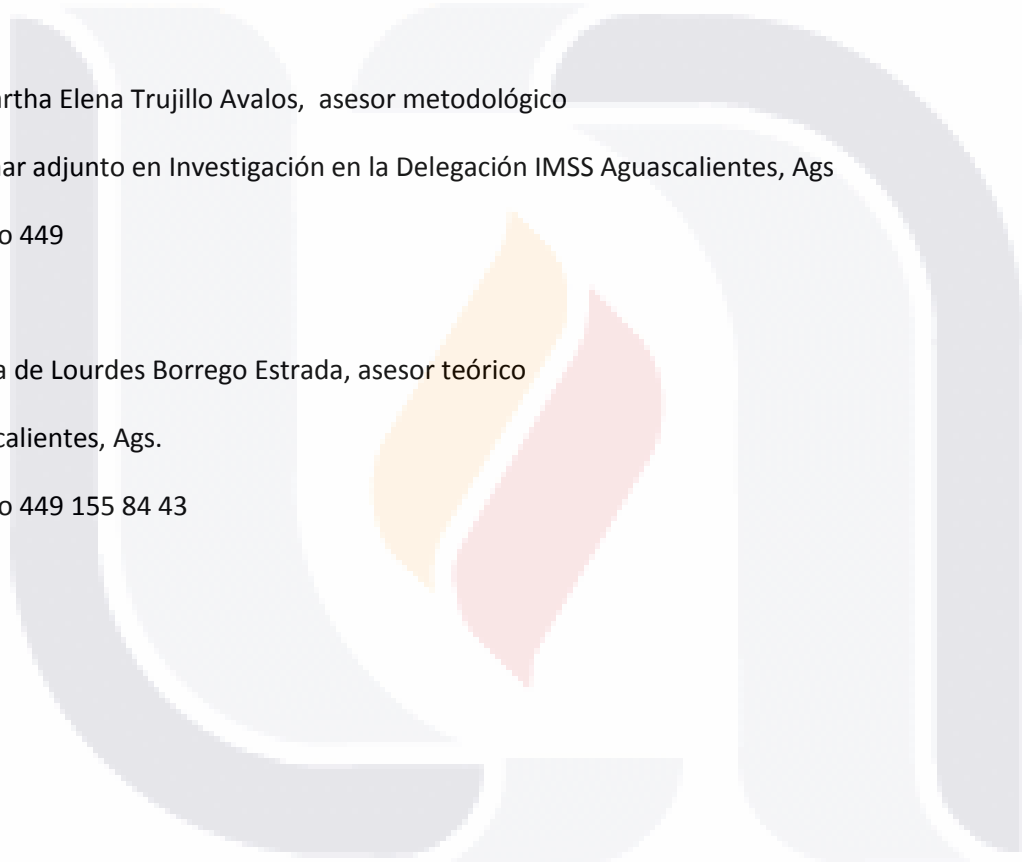 rtha Elena Trujillo Avalos, asesor metodológico
ar adjunto en Investigación en la Delegación IMSS Aguascalientes, Ags
o 449
a de Lourdes Borrego Estrada, asesor teórico
calientes, Ags.
o 449 155 84 43